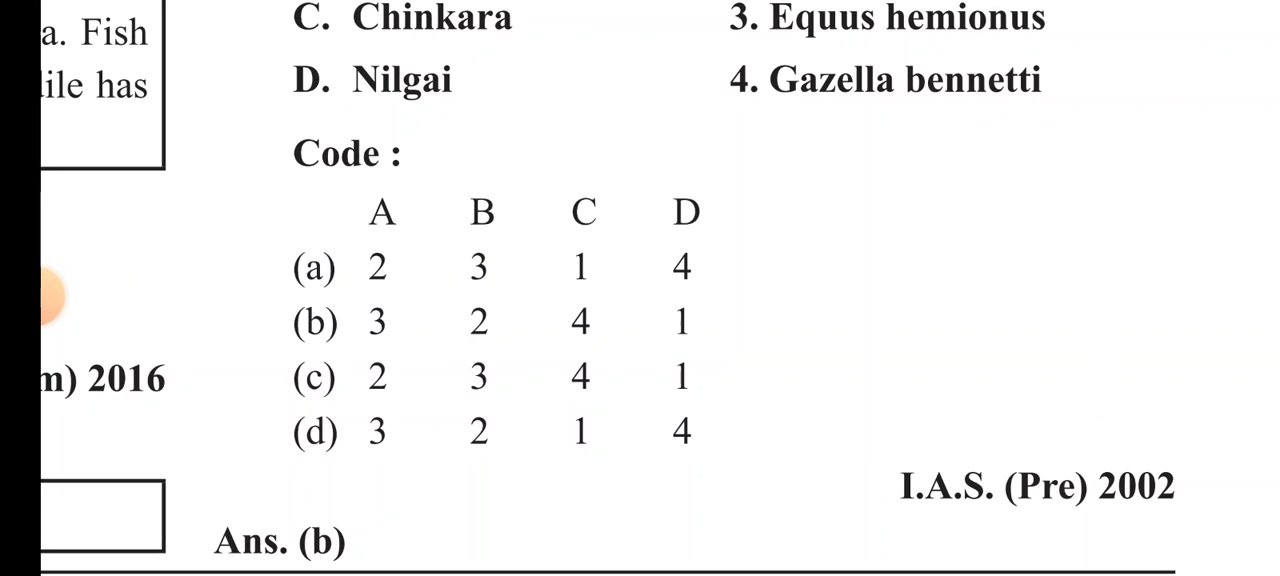 a. Fish
has
C. Chinkara 3. Equus hemionus
D. Nilgai 4. Gazella bennetti
Code :
A B C D
(a) 2 3 1 4
(b) 3 2 4 1
(c) 2 3 4 1
(d) 3 2 1 4
m) 2016
I.A.S. (Pre) 2002
Ans. (b)